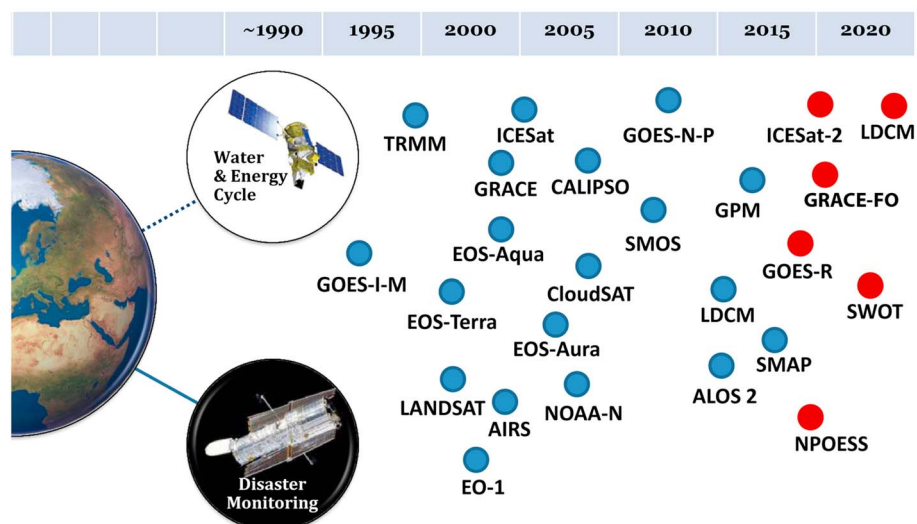 ~1990 1995 2000 2005 2010 2015 2020
Water
& Energy
Cycle
TRMM
ICESat
GOES-N-P
ICESat-2
LDCM
GRACE
CALIPSO
GPM
GRACE-FO
EOS-Aqua
SMOS
GOES-I-M
CloudSAT
GOES-R
EOS-Terra
LDCM
SWOT
EOS-Aura
SMAP
LANDSAT
AIRS
NOAA-N
ALOS 2
NPOESS
EO-1
Disaster
Monitoring